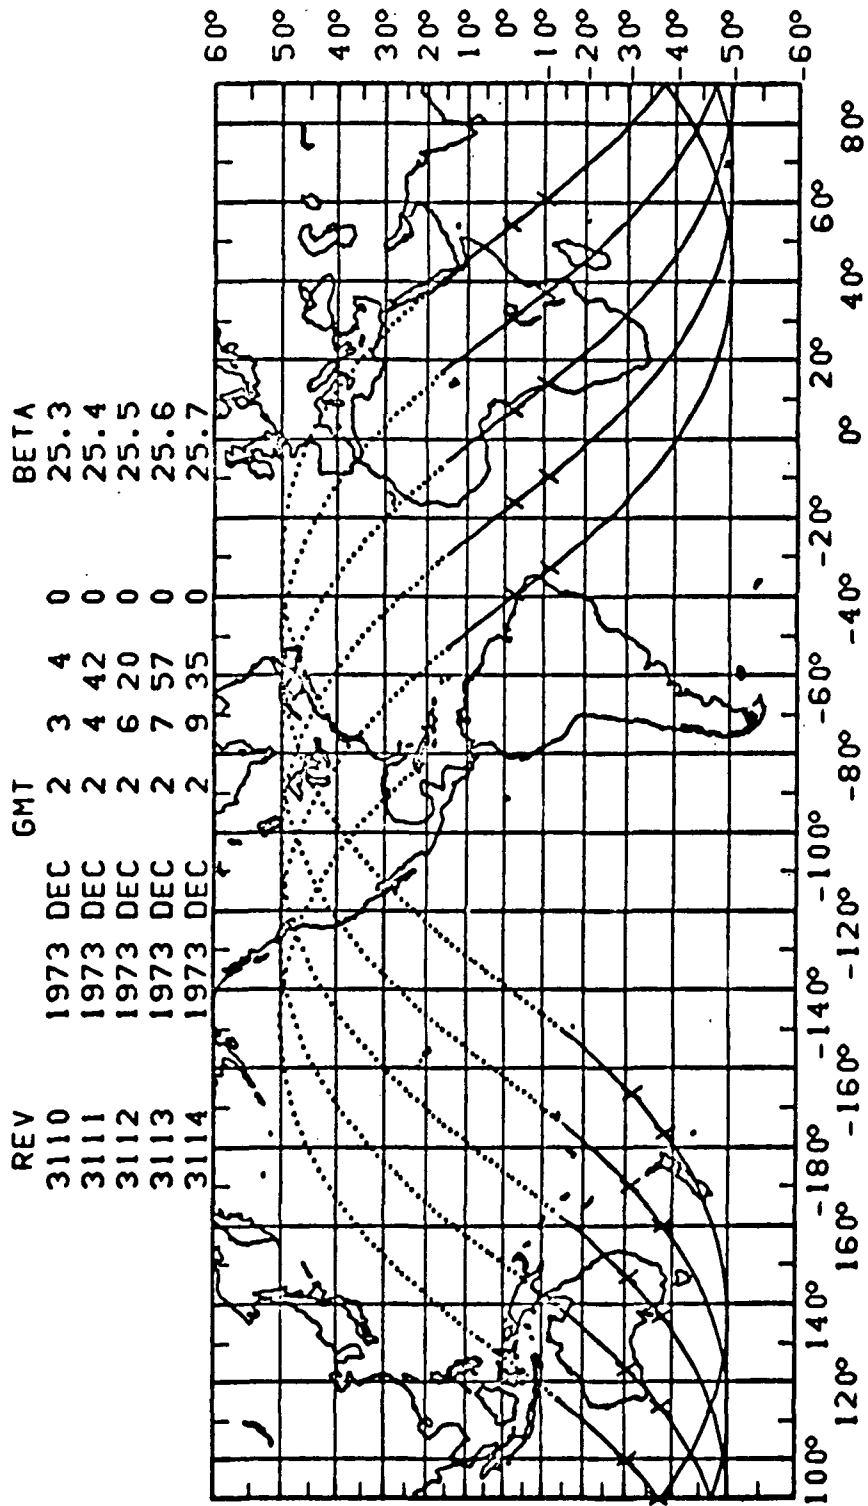 REV GMT BETA
3110 1973 DEC 2 3 4 0 25.3
3111 1973 DEC 2 4 42 0 25.4
3112 1973 DEC 2 6 20 0 25.5
3113 1973 DEC 2 7 57 0 25.6
3114 1973 DEC 2 9 35 0 25.7
60°
50°
40°
30°
20°
10°
0°
-10°
-20°
-30°
-40°
-50°
-60°
100° 120° 140° 160° -180° -160° -140° -120° -100° -80° -60° -40° -20° 0° 20° 40° 60° 80°